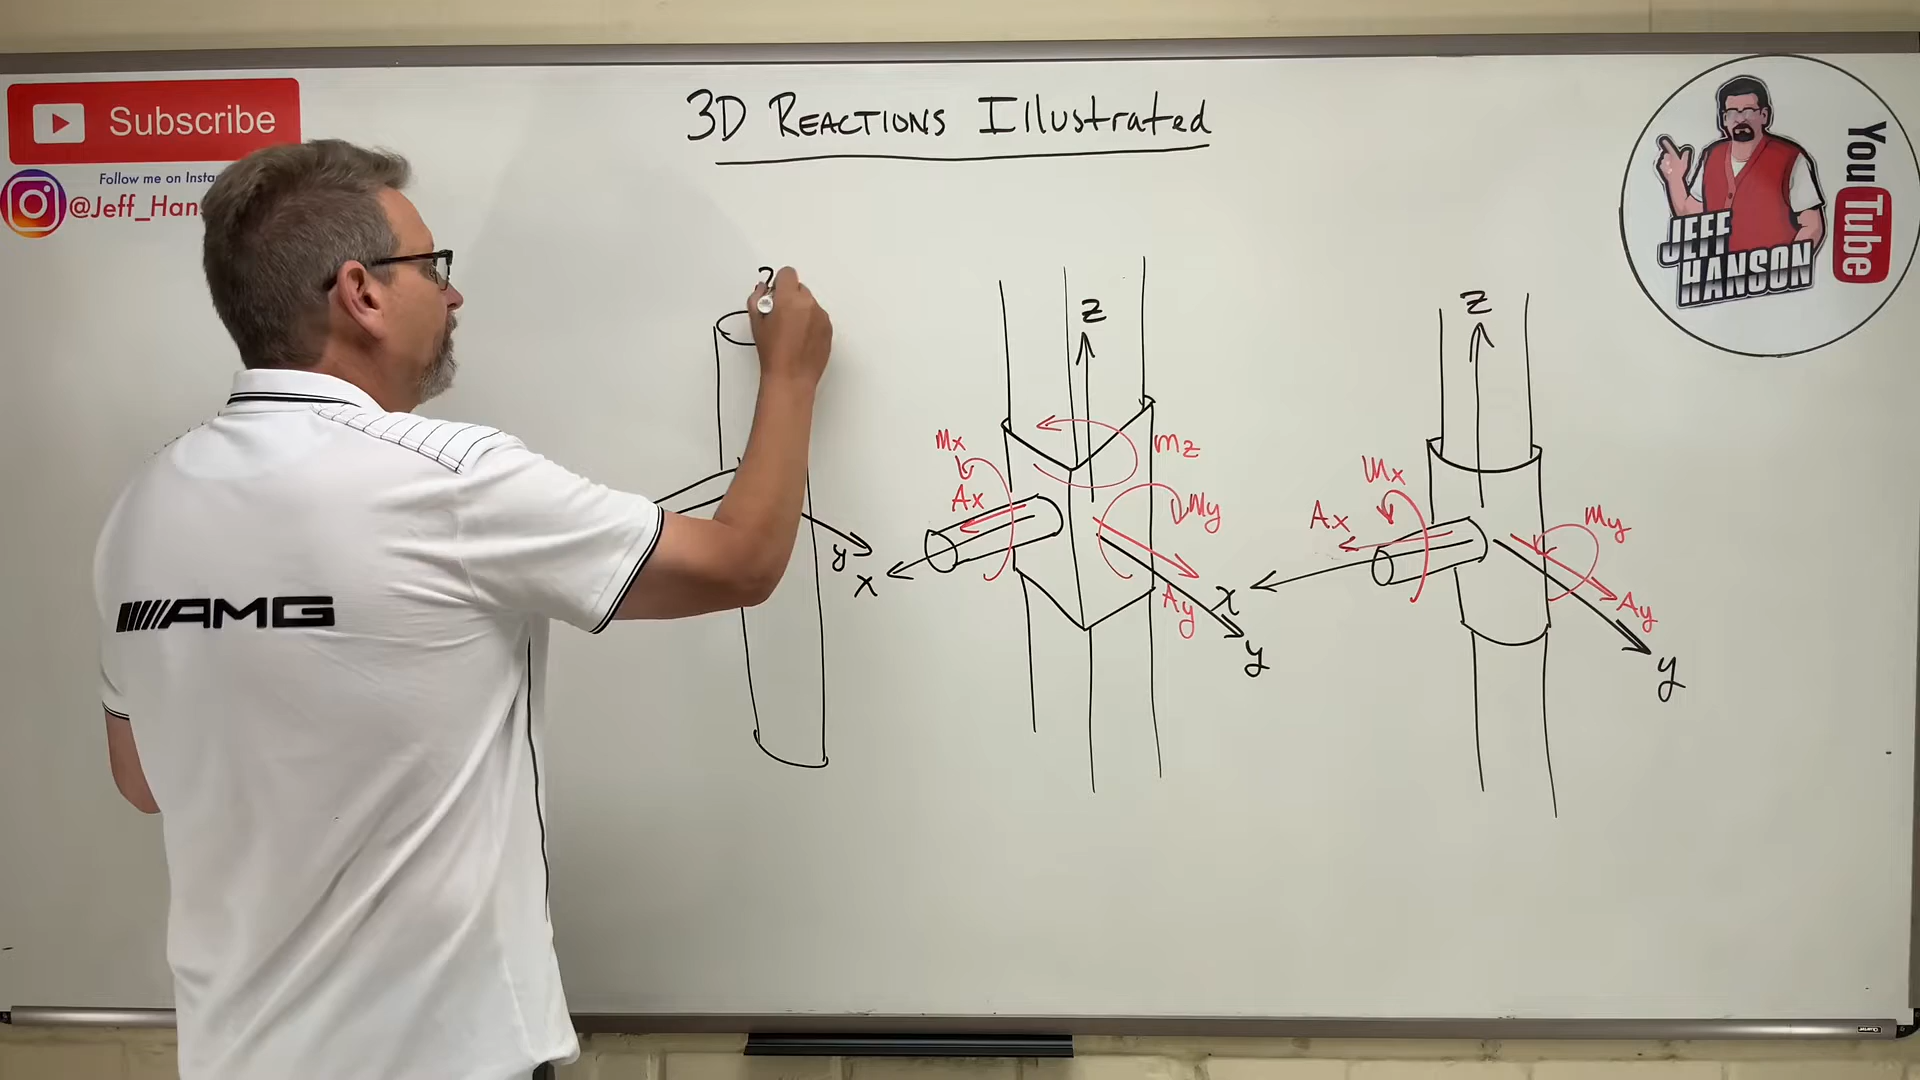 3D REACTIONS Illustrated
Subscribe
Follow me on Insta
@Jeff_Han
YouTube
JEFF
HANSON
AMG
y
x
Mx
Ax
z
Mz
My
Ay
y
x
Ax
Mx
z
My
Ay
y